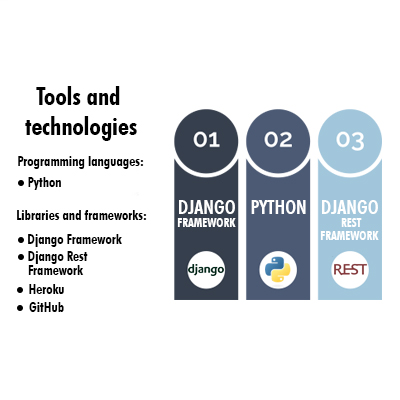 Tools and
technologies
Programming languages:
● Python
Libraries and frameworks:
● Django Framework
● Django Rest
Framework
● Heroku
● GitHub
01
DJANGO
FRAMEWORK
django
02
PYTHON
03
DJANGO
REST
FRAMEWORK
REST